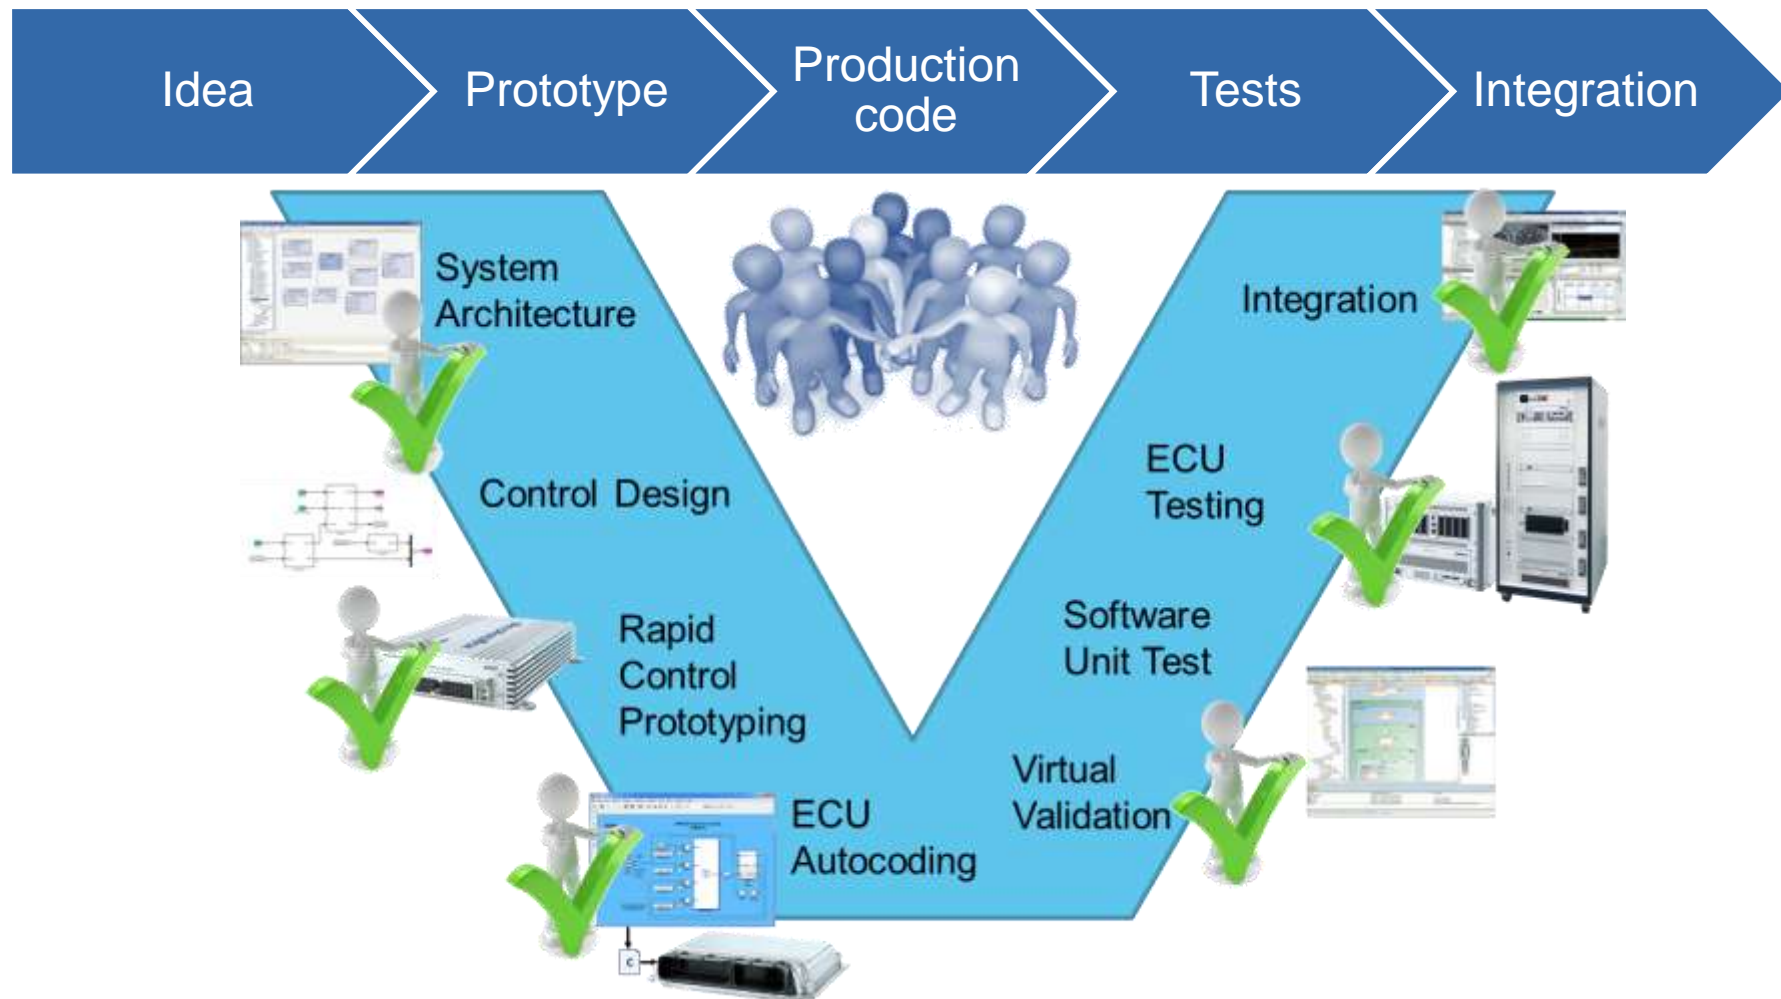 Idea
Prototype
Production
code
Tests
Integration
System
Architecture
Control Design
Rapid
Control
Prototyping
ECU
Autocoding
Virtual
Validation
Software
Unit Test
ECU
Testing
Integration
C